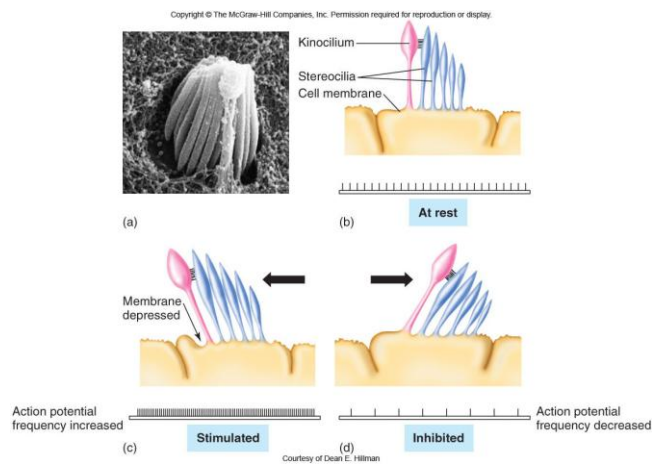 Copyright © The McGraw-Hill Companies, Inc. Permission required for reproduction or display.
Kinocilium
Stereocilia
Cell membrane
(a)
(b)
At rest
Membrane
depressed
Action potential
frequency increased
(c)
Stimulated
(d)
Inhibited
Action potential
frequency decreased
Courtesy of Dean E. Hillman